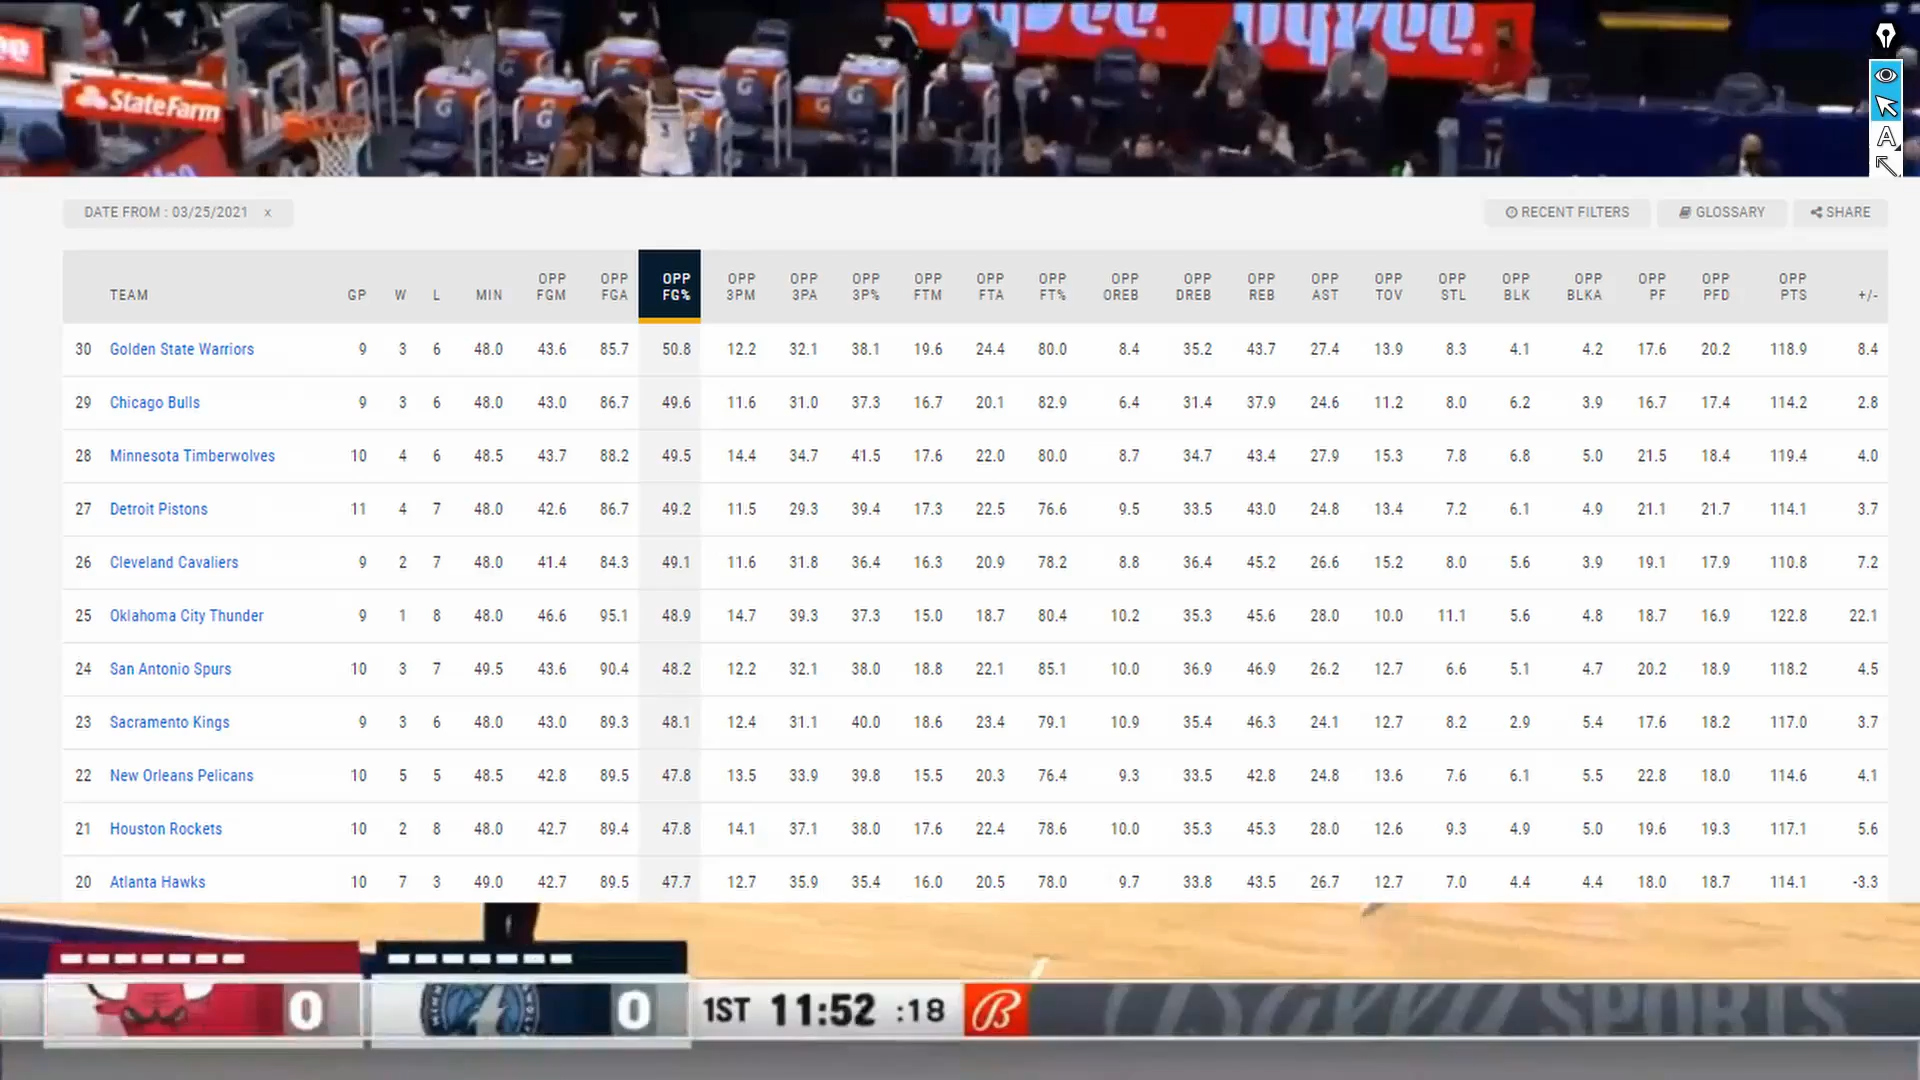 HyVee HyVee
StateFarm
3
A
DATE FROM : 03/25/2021 x
RECENT FILTERS GLOSSARY SHARE
TEAM GP W L MIN OPP FGM OPP FGA OPP FG% OPP 3PM OPP 3PA OPP 3P% OPP FTM OPP FTA OPP FT% OPP OREB OPP DREB OPP REB OPP AST OPP TOV OPP STL OPP BLK OPP BLKA OPP PF OPP PFD OPP PTS +/-
30 Golden State Warriors 9 3 6 48.0 43.6 85.7 50.8 12.2 32.1 38.1 19.6 24.4 80.0 8.4 35.2 43.7 27.4 13.9 8.3 4.1 4.2 17.6 20.2 118.9 8.4
29 Chicago Bulls 9 3 6 48.0 43.0 86.7 49.6 11.6 31.0 37.3 16.7 20.1 82.9 6.4 31.4 37.9 24.6 11.2 8.0 6.2 3.9 16.7 17.4 114.2 2.8
28 Minnesota Timberwolves 10 4 6 48.5 43.7 88.2 49.5 14.4 34.7 41.5 17.6 22.0 80.0 8.7 34.7 43.4 27.9 15.3 7.8 6.8 5.0 21.5 18.4 119.4 4.0
27 Detroit Pistons 11 4 7 48.0 42.6 86.7 49.2 11.5 29.3 39.4 17.3 22.5 76.6 9.5 33.5 43.0 24.8 13.4 7.2 6.1 4.9 21.1 21.7 114.1 3.7
26 Cleveland Cavaliers 9 2 7 48.0 41.4 84.3 49.1 11.6 31.8 36.4 16.3 20.9 78.2 8.8 36.4 45.2 26.6 15.2 8.0 5.6 3.9 19.1 17.9 110.8 7.2
25 Oklahoma City Thunder 9 1 8 48.0 46.6 95.1 48.9 14.7 39.3 37.3 15.0 18.7 80.4 10.2 35.3 45.6 28.0 10.0 11.1 5.6 4.8 18.7 16.9 122.8 22.1
24 San Antonio Spurs 10 3 7 49.5 43.6 90.4 48.2 12.2 32.1 38.0 18.8 22.1 85.1 10.0 36.9 46.9 26.2 12.7 6.6 5.1 4.7 20.2 18.9 118.2 4.5
23 Sacramento Kings 9 3 6 48.0 43.0 89.3 48.1 12.4 31.1 40.0 18.6 23.4 79.1 10.9 35.4 46.3 24.1 12.7 8.2 2.9 5.4 17.6 18.2 117.0 3.7
22 New Orleans Pelicans 10 5 5 48.5 42.8 89.5 47.8 13.5 33.9 39.8 15.5 20.3 76.4 9.3 33.5 42.8 24.8 13.6 7.6 6.1 5.5 22.8 18.0 114.6 4.1
21 Houston Rockets 10 2 8 48.0 42.7 89.4 47.8 14.1 37.1 38.0 17.6 22.4 78.6 10.0 35.3 45.3 28.0 12.6 9.3 4.9 5.0 19.6 19.3 117.1 5.6
20 Atlanta Hawks 10 7 3 49.0 42.7 89.5 47.7 12.7 35.9 35.4 16.0 20.5 78.0 9.7 33.8 43.5 26.7 12.7 7.0 4.4 4.4 18.0 18.7 114.1 -3.3
0 0 1ST 11:52 :18 B Bally SPORTS